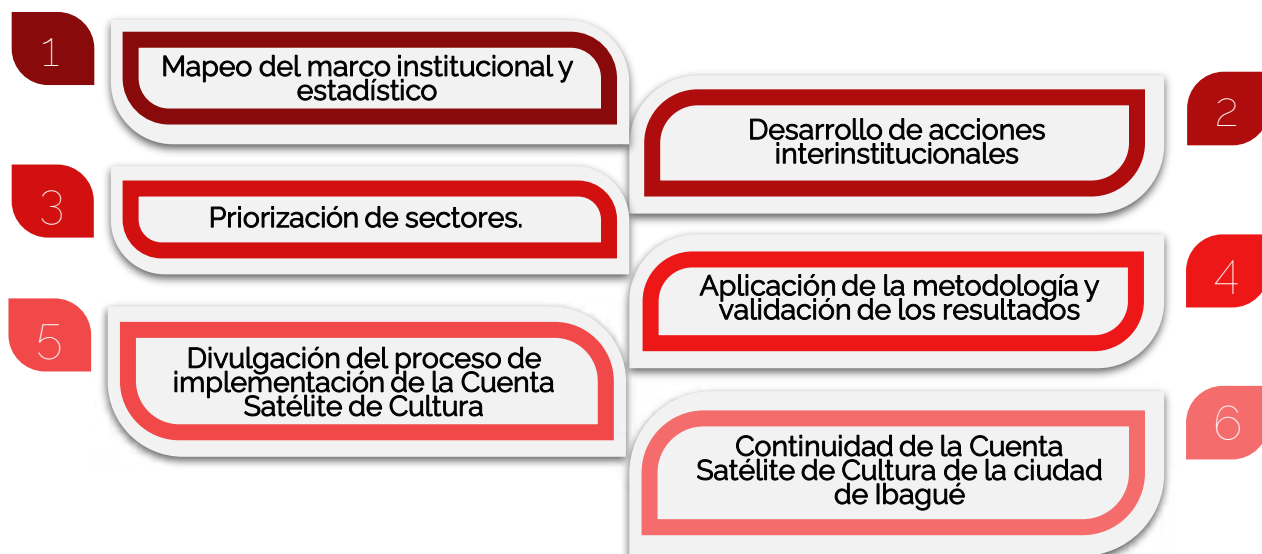 1
Mapeo del marco institucional y
estadístico
2
Desarrollo de acciones
interinstitucionales
3
Priorización de sectores.
4
Aplicación de la metodología y
validación de los resultados
5
Divulgación del proceso de
implementación de la Cuenta
Satélite de Cultura
6
Continuidad de la Cuenta
Satélite de Cultura de la ciudad
de Ibagué